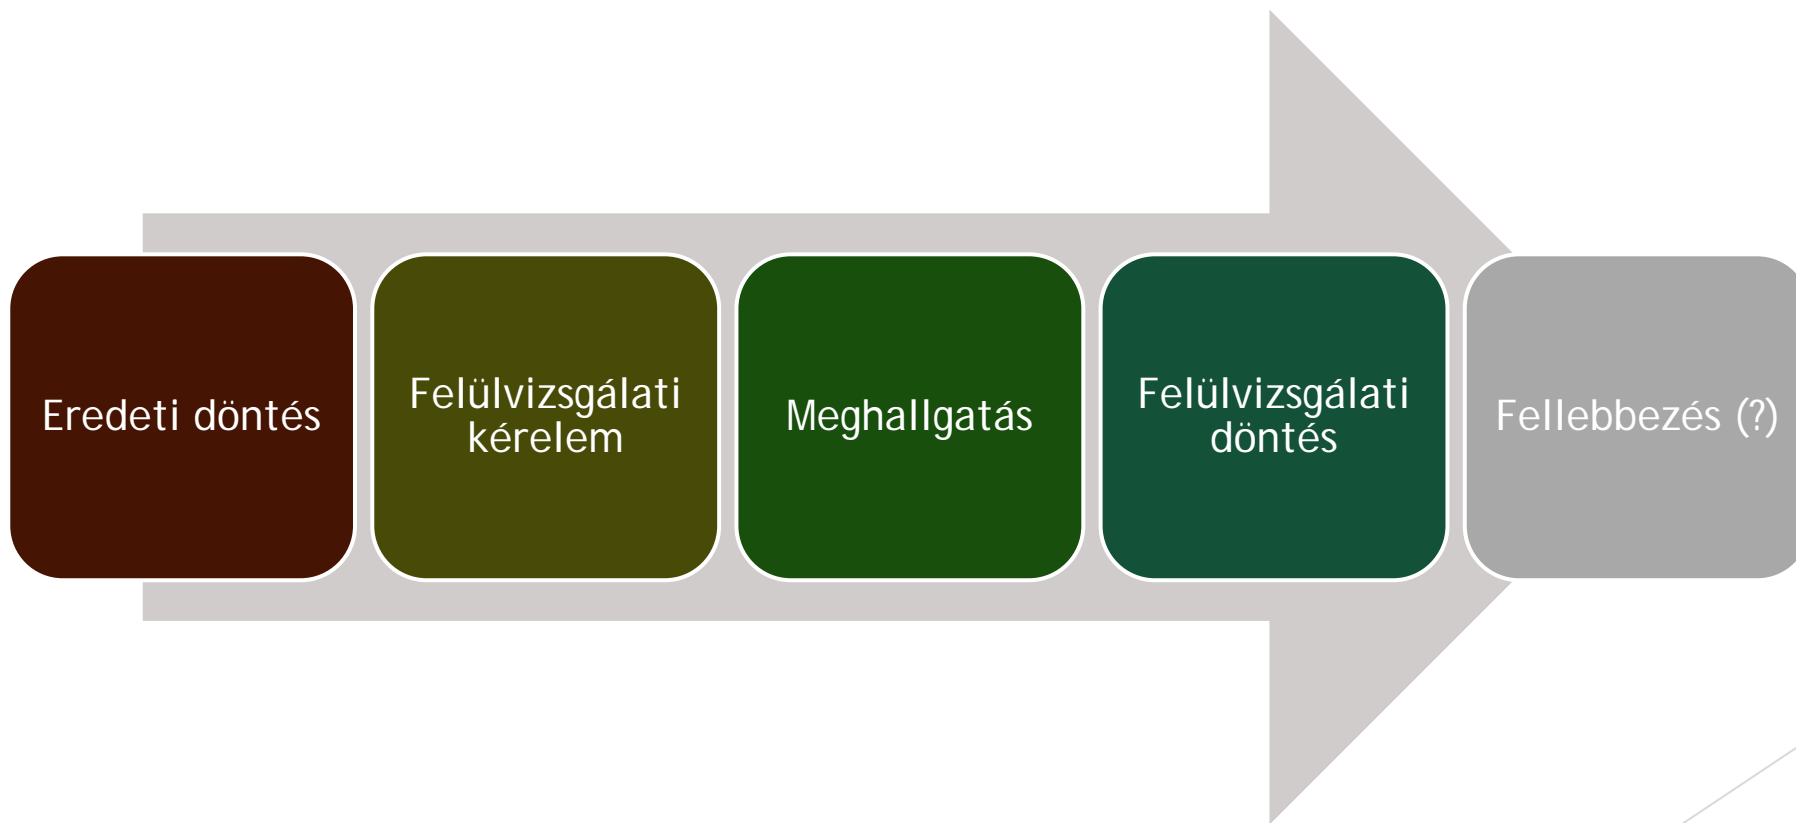 Eredeti döntés
Felülvizsgálati
kérelem
Meghallgatás
Felülvizsgálati
döntés
Fellebbezés (?)